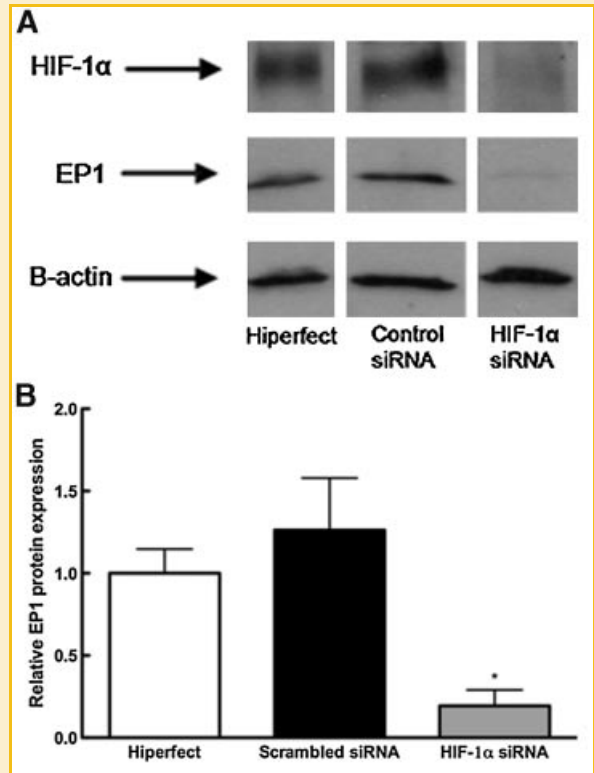 A
HIF-1α
EP1
B-actin
Hiperfect
Control
siRNA
HIF-1α
siRNA
B
Relative EP1 protein expression
2.0
1.5
1.0
0.5
0.0
*
Hiperfect
Scrambled siRNA
HIF-1α siRNA